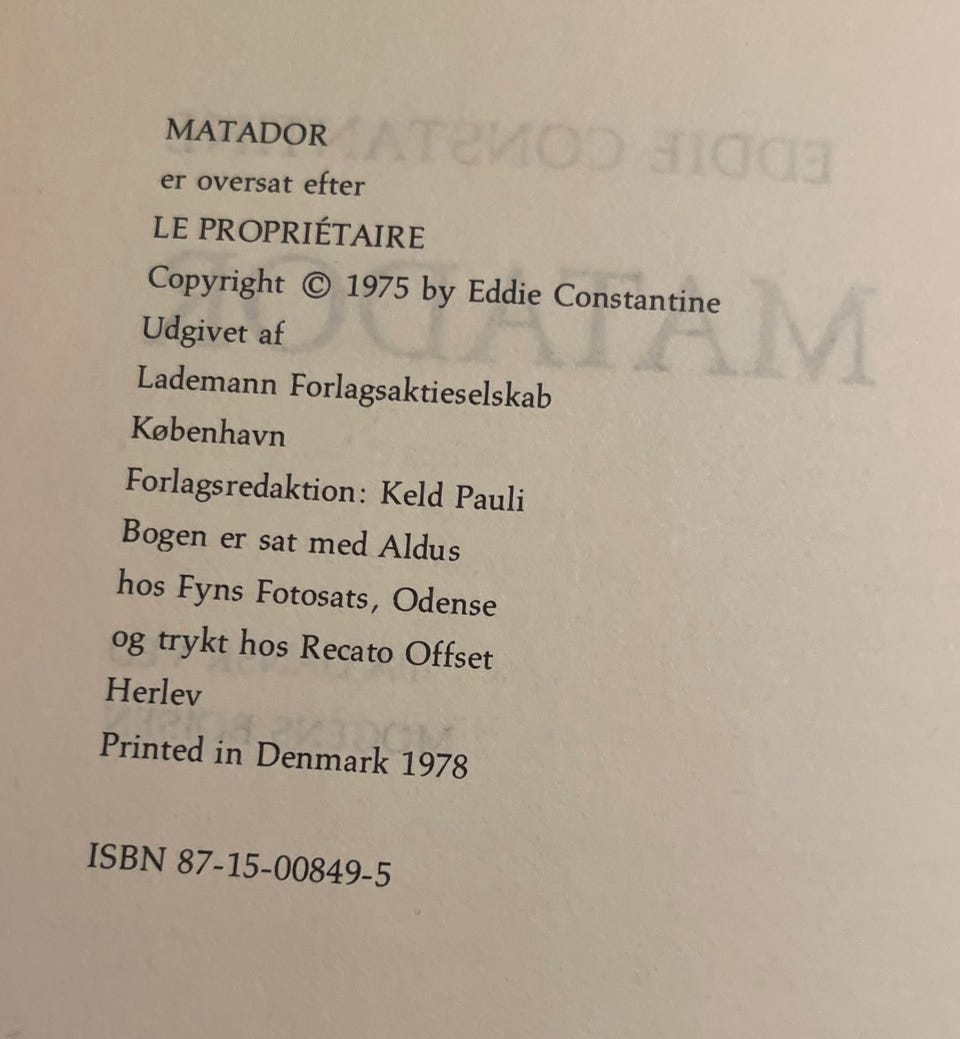 MATADOR
er oversat efter
LE PROPRIÉTAIRE
Copyright © 1975 by Eddie Constantine
Udgivet af
Lademann Forlagsaktieselskab
København
Forlagsredaktion: Keld Pauli
Bogen er sat med Aldus
hos Fyns Fotosats, Odense
og trykt hos Recato Offset
Herlev
Printed in Denmark 1978
ISBN 87-15-00849-5